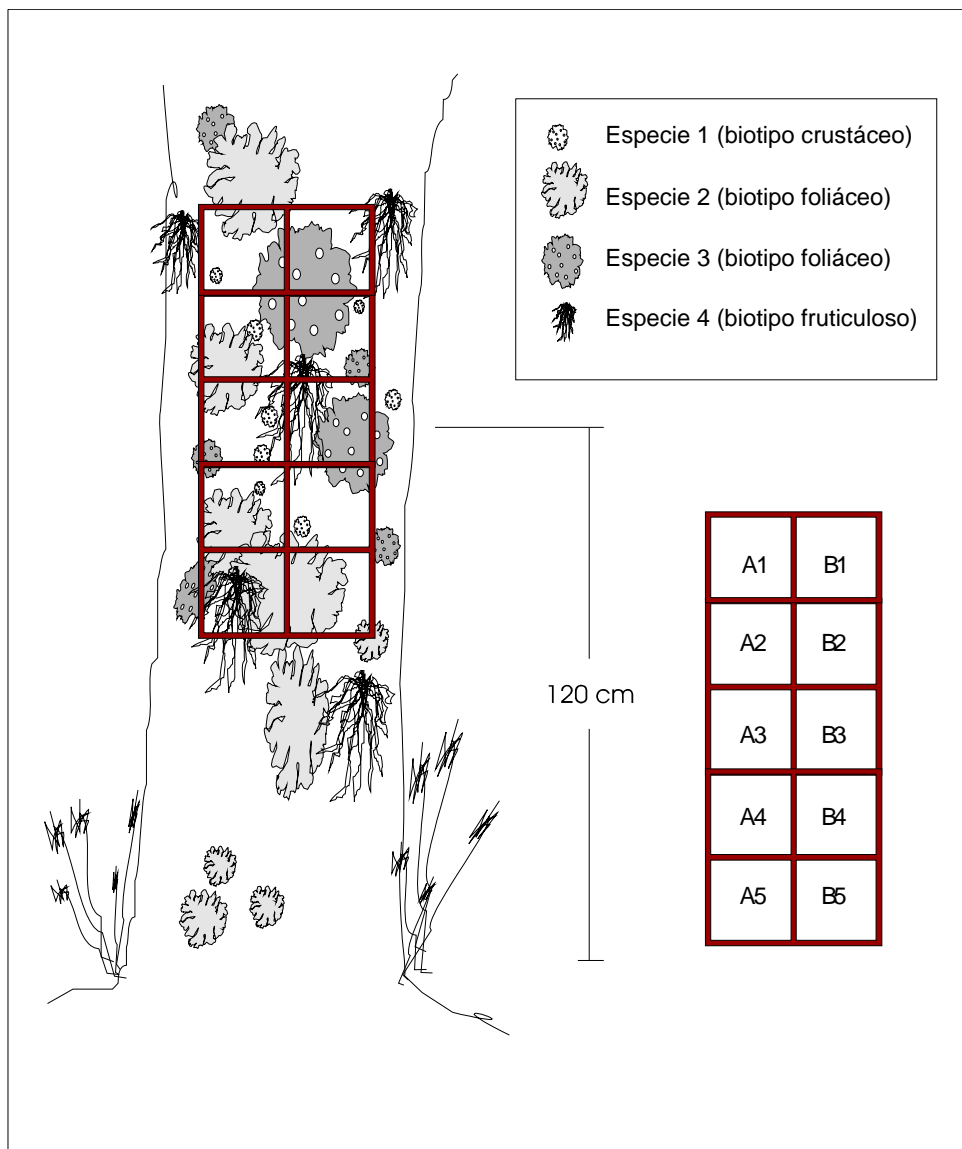 Especie 1 (biotipo crustáceo)
Especie 2 (biotipo foliáceo)
Especie 3 (biotipo foliáceo)
Especie 4 (biotipo fruticuloso)
120 cm
A1 B1
A2 B2
A3 B3
A4 B4
A5 B5